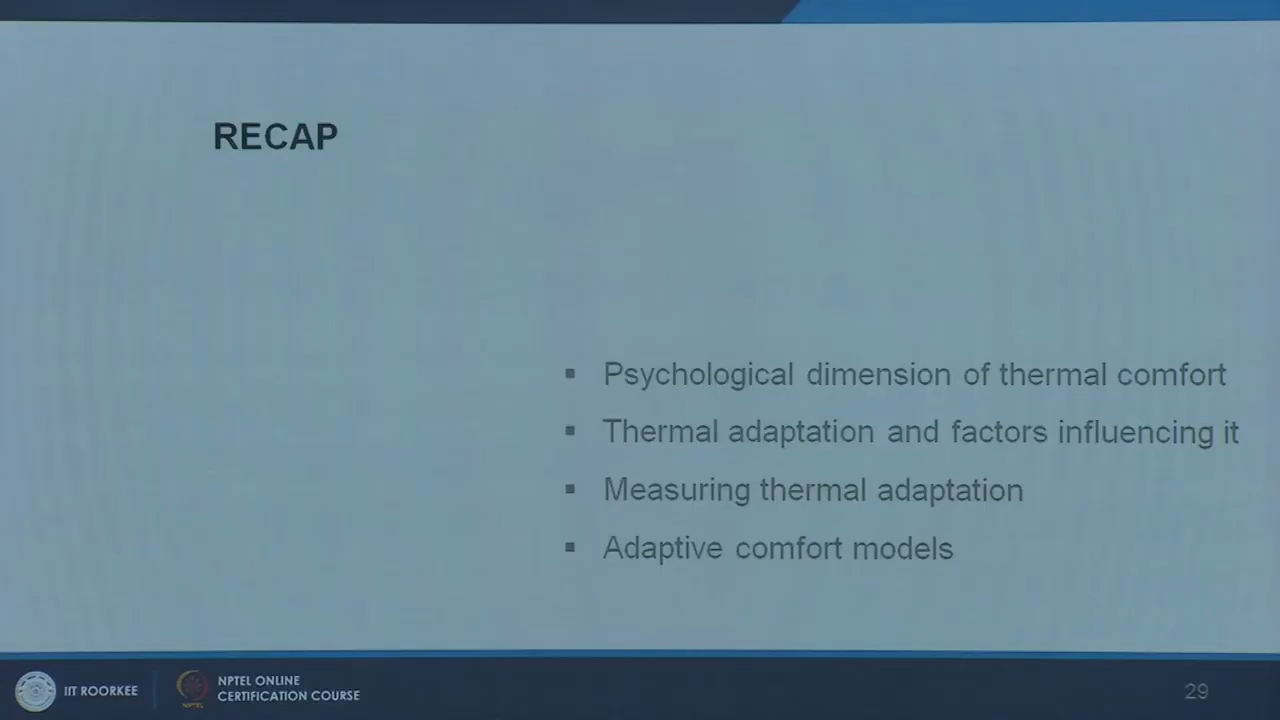 RECAP
▪ Psychological dimension of thermal comfort
▪ Thermal adaptation and factors influencing it
▪ Measuring thermal adaptation
▪ Adaptive comfort models
IIT ROORKEE
NPTEL ONLINE
CERTIFICATION COURSE
NPTEL
29